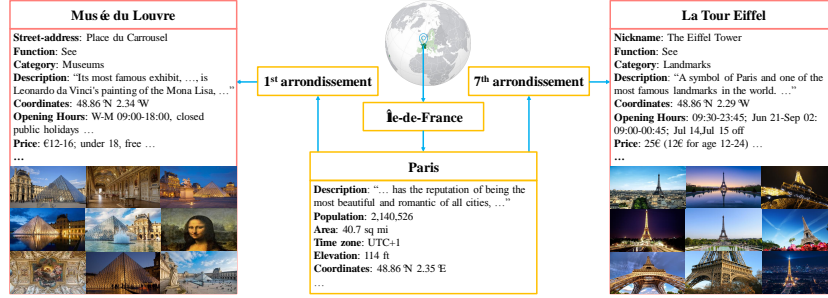 Musée du Louvre
Street-address: Place du Carrousel
Function: See
Category: Museums
Description: “Its most famous exhibit, …, is
Leonardo da Vinci's painting of the Mona Lisa, …”
Coordinates: 48.86 °N 2.34 °W
Opening Hours: W-M 09:00-18:00, closed
public holidays …
Price: €12-16; under 18, free …
…
1st arrondissement
7th arrondissement
Île-de-France
Paris
Description: “… has the reputation of being the
most beautiful and romantic of all cities, …”
Population: 2,140,526
Area: 40.7 sq mi
Time zone: UTC+1
Elevation: 114 ft
Coordinates: 48.86 °N 2.35 °E
…
La Tour Eiffel
Nickname: The Eiffel Tower
Function: See
Category: Landmarks
Description: “A symbol of Paris and one of the
most famous landmarks in the world. …”
Coordinates: 48.86 °N 2.29 °W
Opening Hours: 09:30-23:45; Jun 21-Sep 02:
09:00-00:45; Jul 14,Jul 15 off
Price: 25€ (12€ for age 12-24) …
…